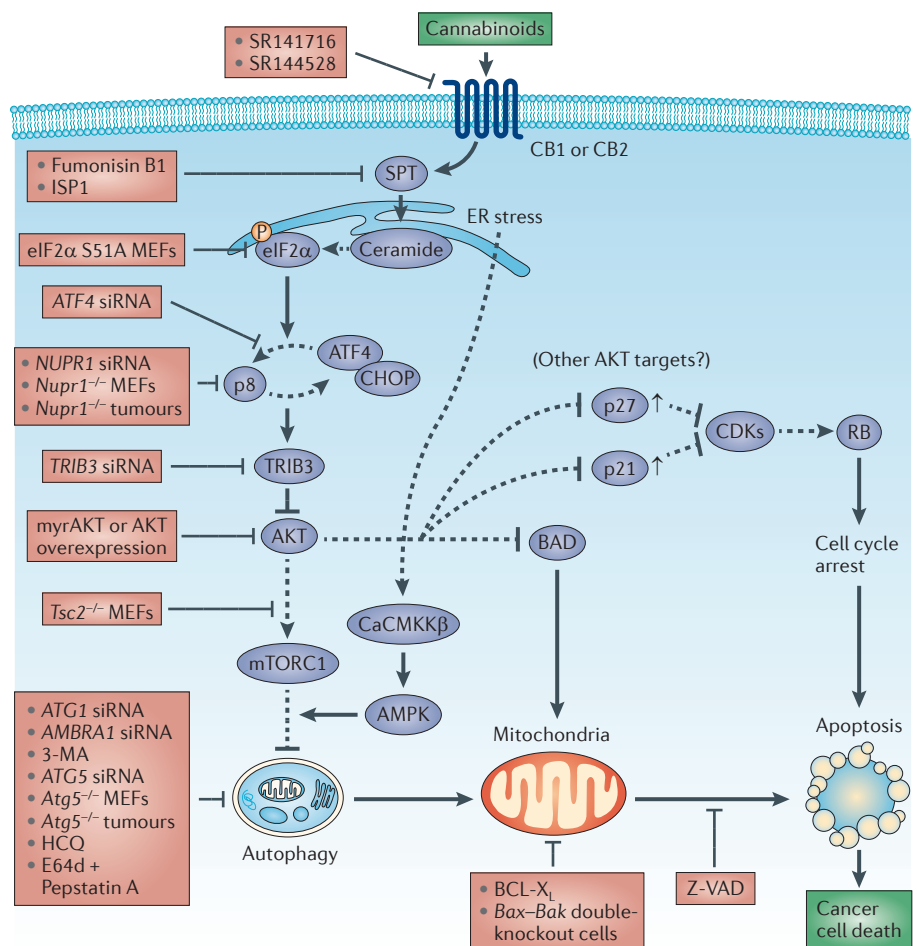 Cannabinoids
• SR141716
• SR144528
CB1 or CB2
• Fumonisin B1
• ISP1
SPT
ER stress
P
eIF2α S51A MEFs
eIF2α
Ceramide
ATF4 siRNA
ATF4
CHOP
(Other AKT targets?)
• NUPR1 siRNA
• Nupr1⁻/⁻ MEFs
• Nupr1⁻/⁻ tumours
p8
p27 ↑
CDKs
RB
TRIB3 siRNA
TRIB3
p21 ↑
myrAKT or AKT
overexpression
AKT
BAD
Cell cycle
arrest
Tsc2⁻/⁻ MEFs
CaCMKKβ
mTORC1
AMPK
• ATG1 siRNA
• AMBRA1 siRNA
• 3-MA
• ATG5 siRNA
• Atg5⁻/⁻ MEFs
• Atg5⁻/⁻ tumours
• HCQ
• E64d +
Pepstatin A
Mitochondria
Apoptosis
Autophagy
• BCL-X_L
• Bax–Bak double-
knockout cells
Z-VAD
Cancer
cell death